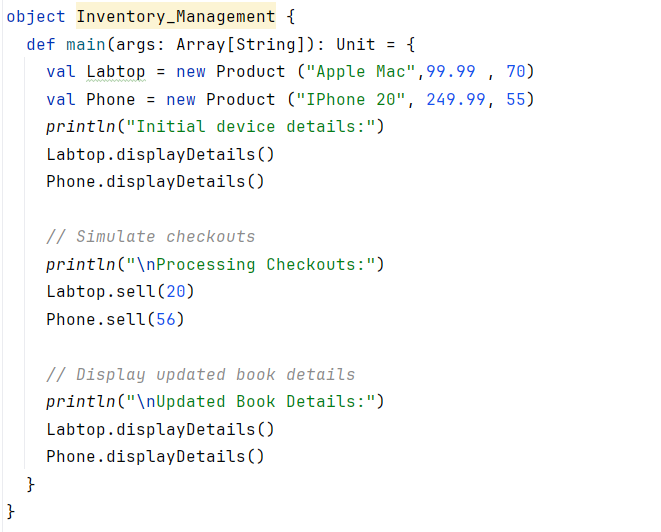 object Inventory_Management {
def main(args: Array[String]): Unit = {
val Labtop = new Product ("Apple Mac",99.99 , 70)
val Phone = new Product ("IPhone 20", 249.99, 55)
println("Initial device details:")
Labtop.displayDetails()
Phone.displayDetails()
// Simulate checkouts
println("\nProcessing Checkouts:")
Labtop.sell(20)
Phone.sell(56)
// Display updated book details
println("\nUpdated Book Details:")
Labtop.displayDetails()
Phone.displayDetails()
}
}